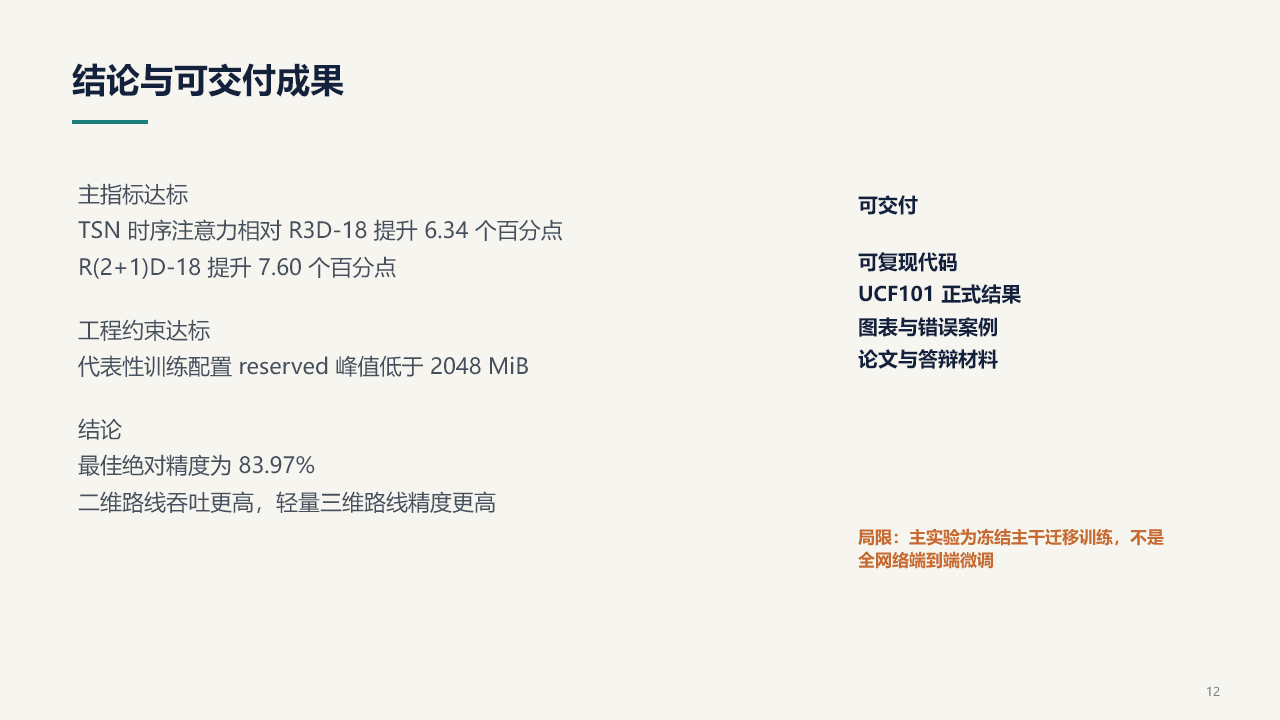 结论与可交付成果
主指标达标
TSN 时序注意力相对 R3D-18 提升 6.34 个百分点
R(2+1)D-18 提升 7.60 个百分点
工程约束达标
代表性训练配置 reserved 峰值低于 2048 MiB
结论
最佳绝对精度为 83.97%
二维路线吞吐更高，轻量三维路线精度更高
可交付
可复现代码
UCF101 正式结果
图表与错误案例
论文与答辩材料
局限：主实验为冻结主干迁移训练，不是
全网络端到端微调
12